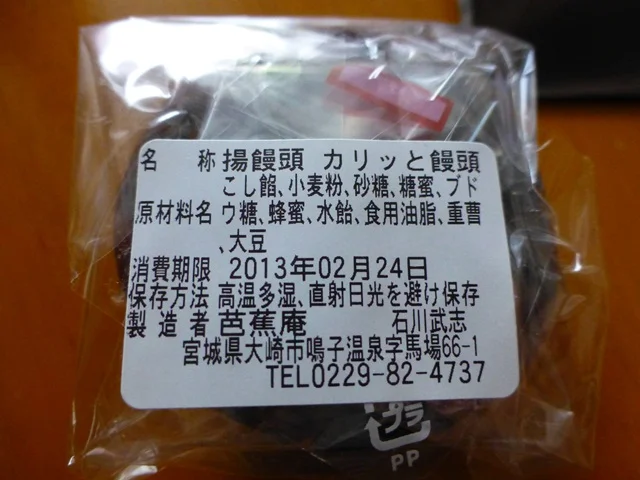 名 称 揚饅頭 カリッと饅頭
こし餡、小麦粉、砂糖、糖蜜、ブド
原材料名 ウ糖、蜂蜜、水飴、食用油脂、重曹
、大豆
消費期限 2013年02月24日
保存方法 高温多湿、直射日光を避け保存
製造者 芭蕉庵 石川武志
宮城県大崎市鳴子温泉字馬場66-1
TEL0229-82-4737
プラ
PP